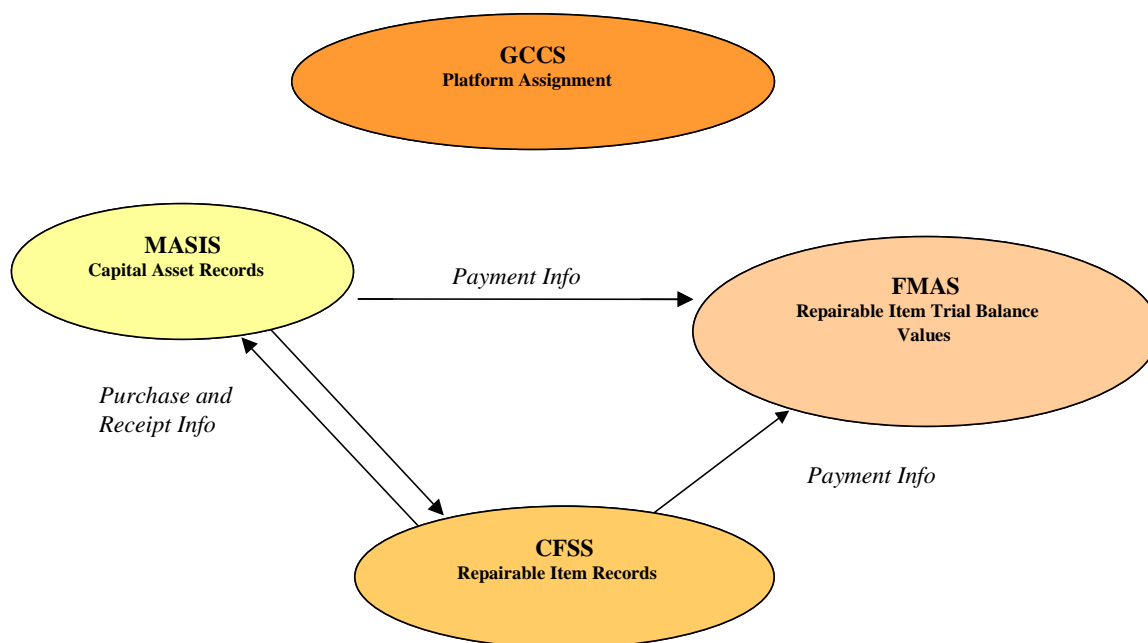 GCCS
Platform Assignment
MASIS
Capital Asset Records
Payment Info
FMAS
Repairable Item Trial Balance
Values
Purchase and
Receipt Info
Payment Info
CFSS
Repairable Item Records